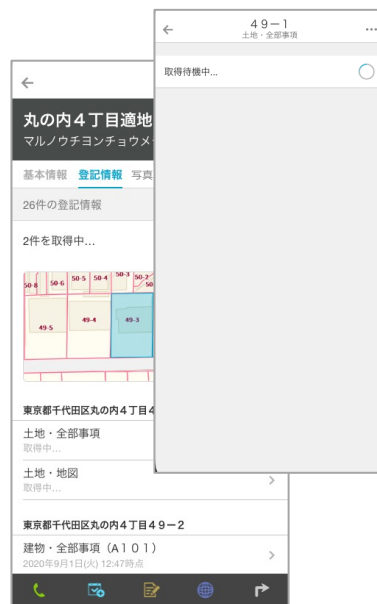 49－1
土地・全部事項
取得待機中...
丸の内４丁目適地
マルノウチヨンチョウメ
基本情報 登記情報 写真
26件の登記情報
2件を取得中...
50-8 50-6 50-5 50-4 50-3 50-2
49-5 49-4 49-3
東京都千代田区丸の内４丁目４
土地・全部事項
取得中...
土地・地図
取得中...
東京都千代田区丸の内４丁目４９－２
建物・全部事項（A１０１）
2020年9月1日(火) 12:47時点